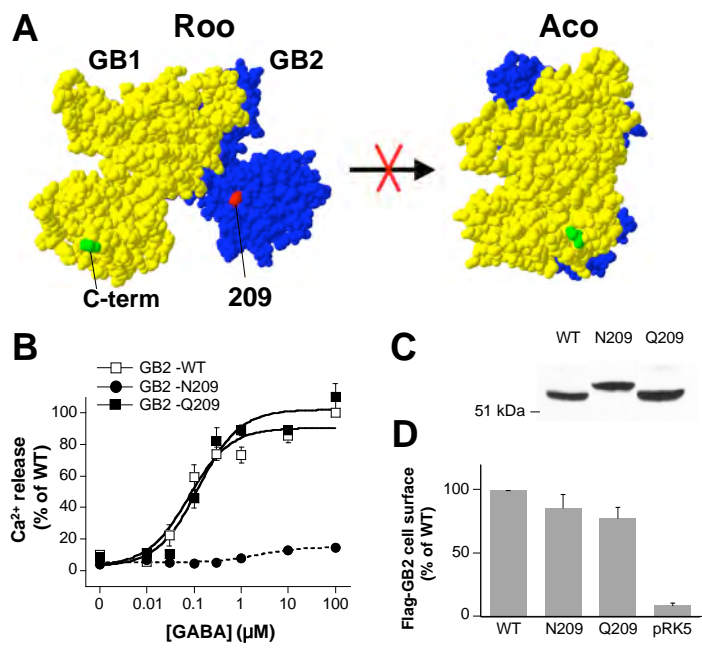 A
Roo
Aco
GB1
GB2
C-term
209
B
GB2 -WT
GB2 -N209
GB2 -Q209
Ca2+ release
(% of WT)
100
80
60
40
20
0
0 0.01 0.1 1 10 100
[GABA] (µM)
C
WT N209 Q209
51 kDa
D
Flag-GB2 cell surface
(% of WT)
100
50
0
WT N209 Q209 pRK5